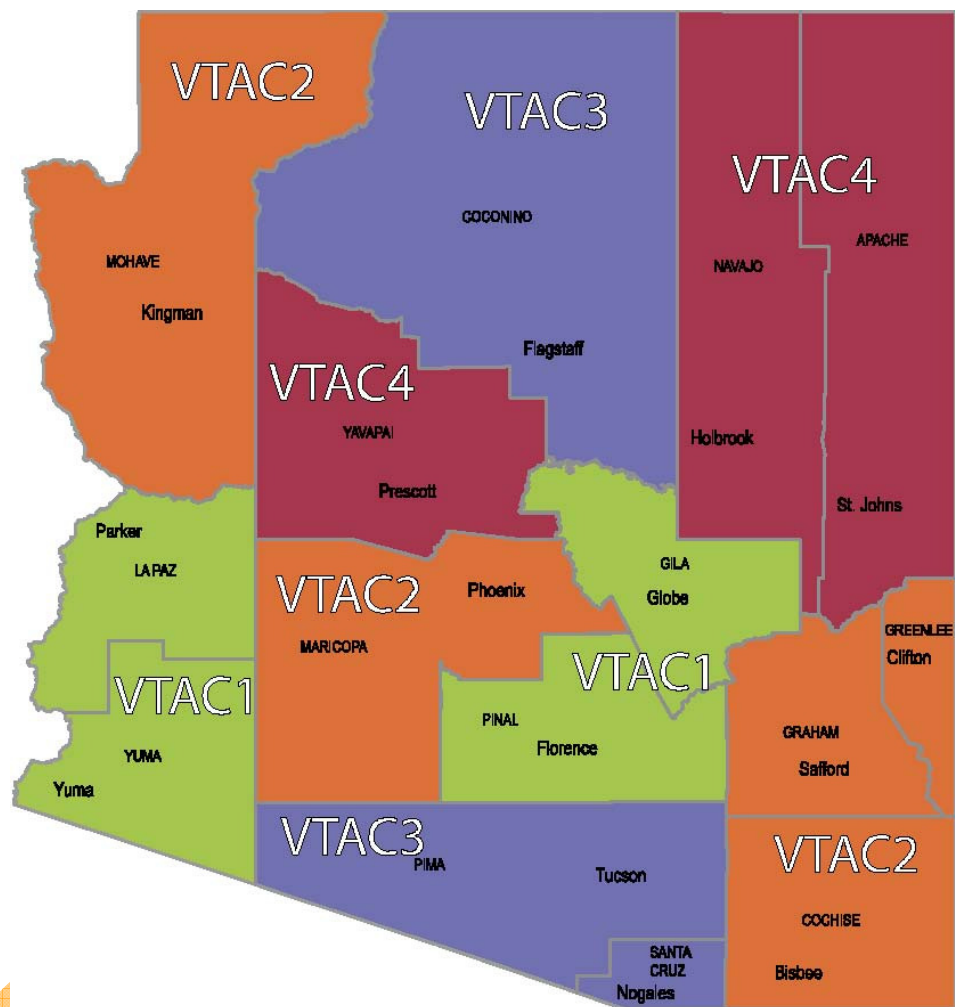 VTAC2
VTAC3
VTAC4
COCONINO
APACHE
MOHAVE
NAVAJO
Kingman
Flagstaff
VTAC4
YAVAPAI
Holbrook
Prescott
St. Johns
Parker
LA PAZ
GILA
VTAC2
Phoenix
Globe
MARICOPA
GREENLEE
Clifton
VTAC1
VTAC1
PINAL
GRAHAM
Florence
YUMA
Safford
Yuma
VTAC3
VTAC2
PIMA
Tucson
COCHISE
SANTA
CRUZ
Bisbee
Nogales